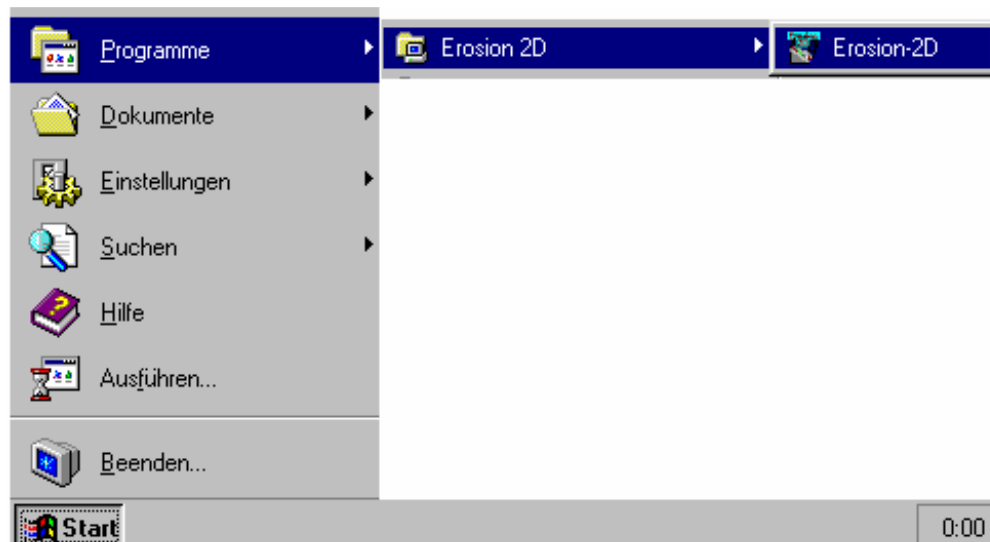 Programme
Erosion 2D
Erosion-2D
Dokumente
Einstellungen
Suchen
Hilfe
Ausführen...
Beenden...
Start
0:00